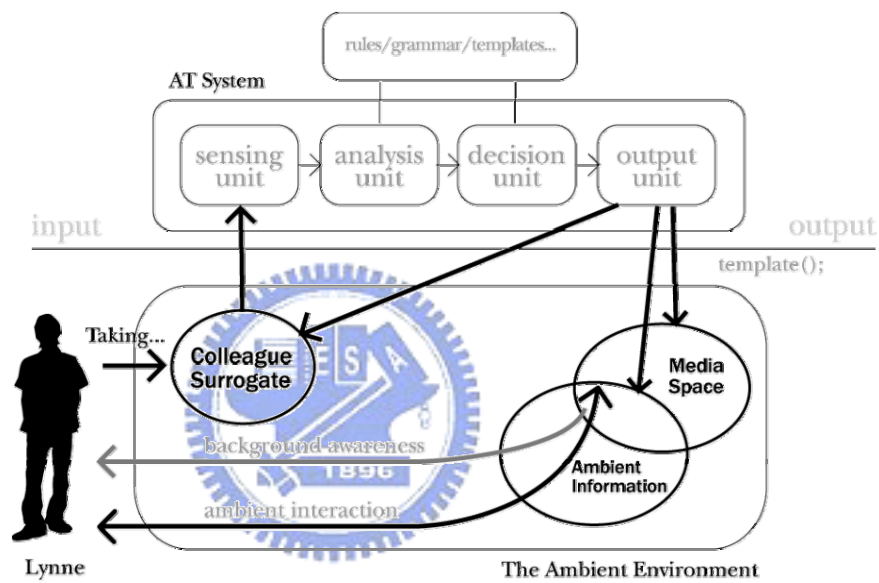 rules/grammar/templates...
AT System
sensing
unit
analysis
unit
decision
unit
output
unit
input
output
template();
Taking...
Colleague
Surrogate
Media
Space
E S A
background awareness
1896
Ambient
Information
ambient interaction
Lynne
The Ambient Environment